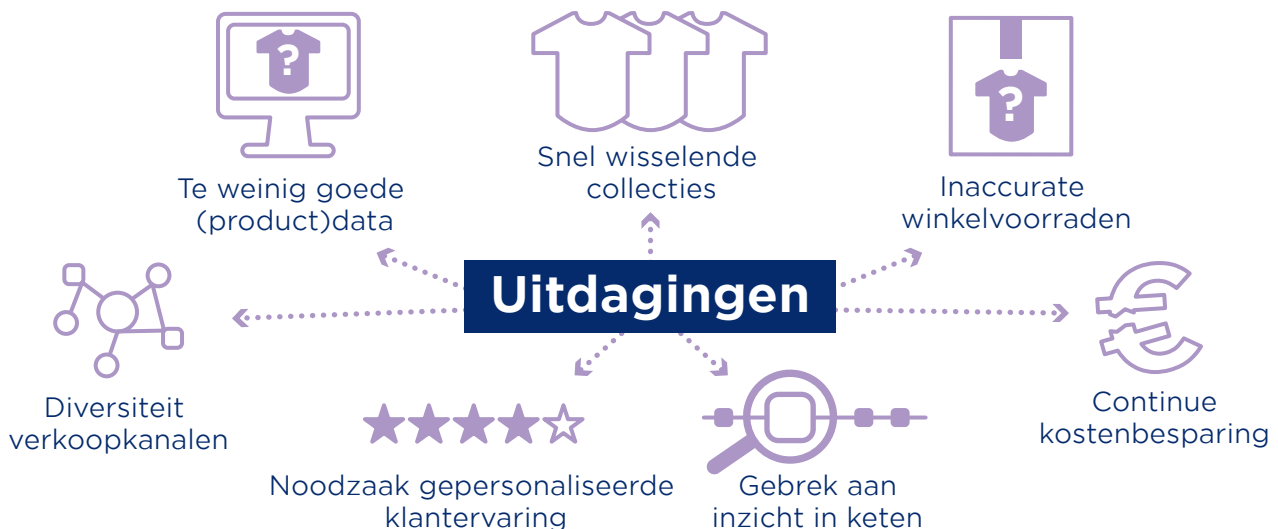 ?
?
Snel wisselende
collecties
Te weinig goede
(product)data
Inaccurate
winkelvoorraden
Uitdagingen
Diversiteit
verkoopkanalen
Continue
kostenbesparing
Noodzaak gepersonaliseerde
klantervaring
Gebrek aan
inzicht in keten